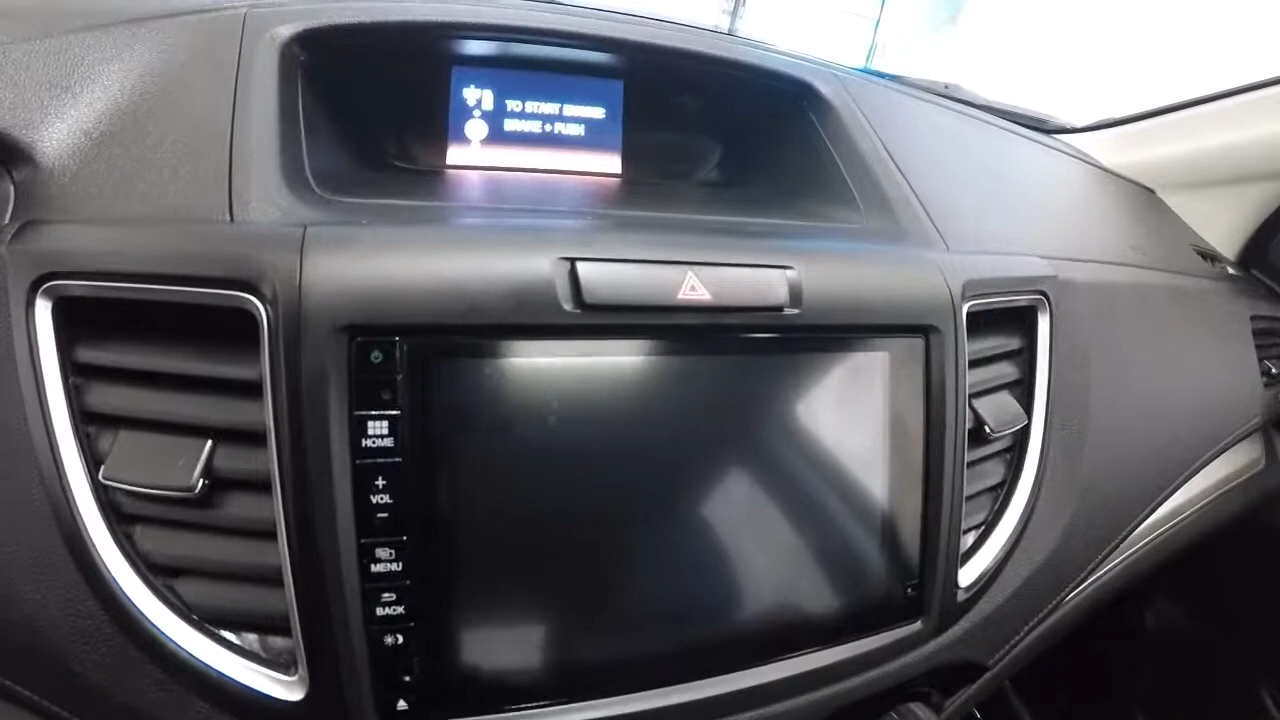 TO START ENGINE:
BRAKE + PUSH
HOME
+
VOL
-
MENU
BACK